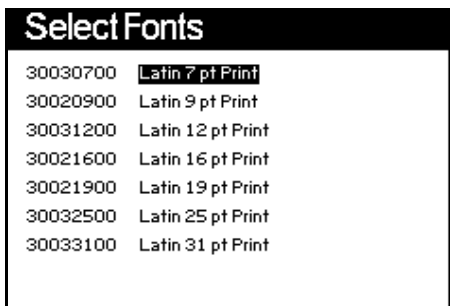 Select Fonts
30030700 Latin 7 pt Print
30020900 Latin 9 pt Print
30031200 Latin 12 pt Print
30021600 Latin 16 pt Print
30021900 Latin 19 pt Print
30032500 Latin 25 pt Print
30033100 Latin 31 pt Print